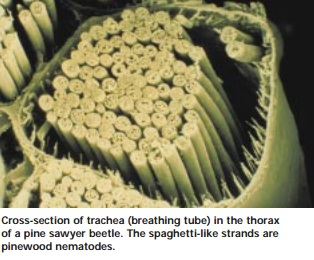 Cross-section of trachea (breathing tube) in the thorax
of a pine sawyer beetle. The spaghetti-like strands are
pinewood nematodes.